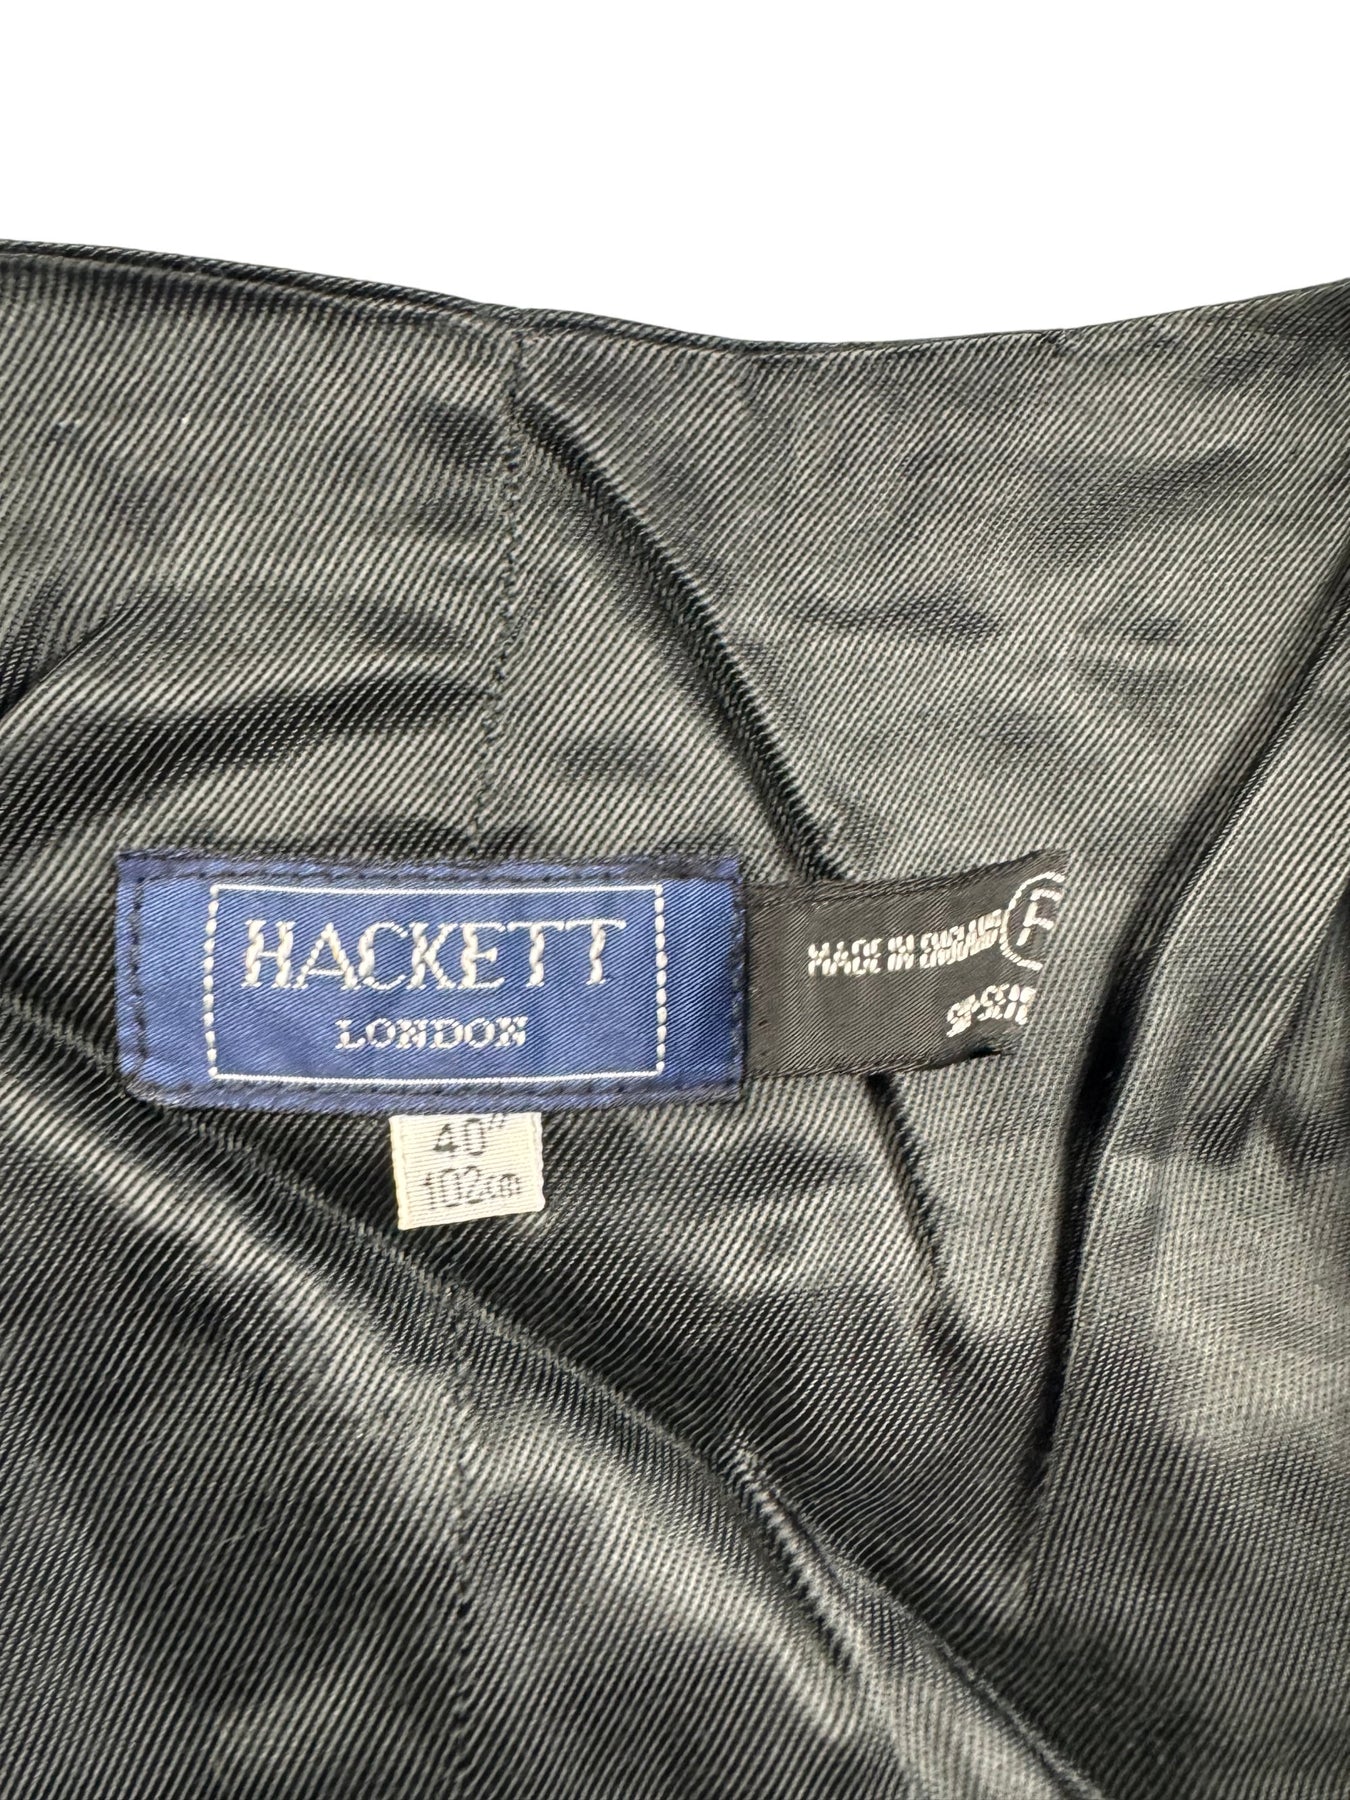 HACKETT
LONDON
MADE IN ENGLAND
40"
102cm